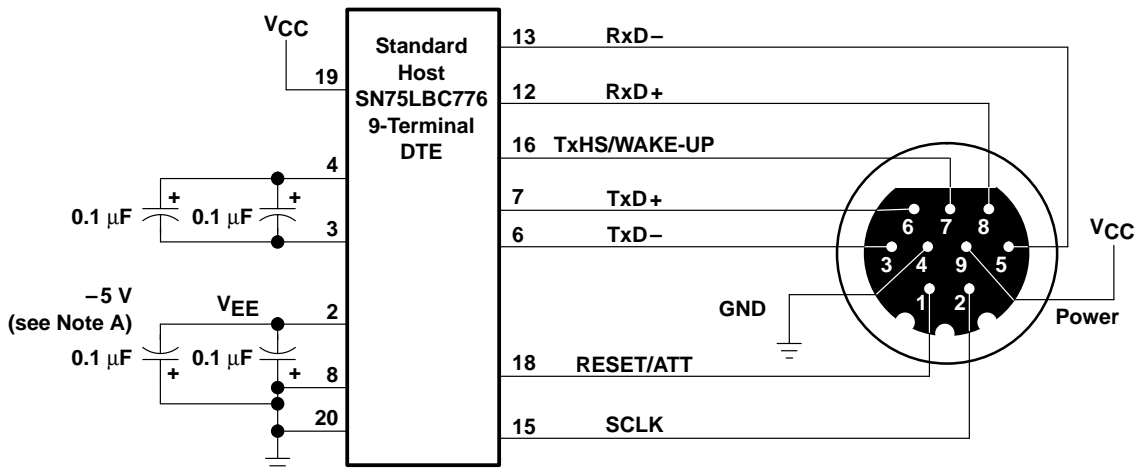 VCC
19
Standard
Host
SN75LBC776
9-Terminal
DTE
13 RxD–
12 RxD+
16 TxHS/WAKE-UP
7 TxD+
6 TxD–
18 RESET/ATT
15 SCLK
4
+ +
0.1 μF 0.1 μF
3
–5 V
(see Note A)
VEE
2
0.1 μF 0.1 μF
+ +
8
20
6 7 8
3 4 9 5
1 2
GND
VCC
Power